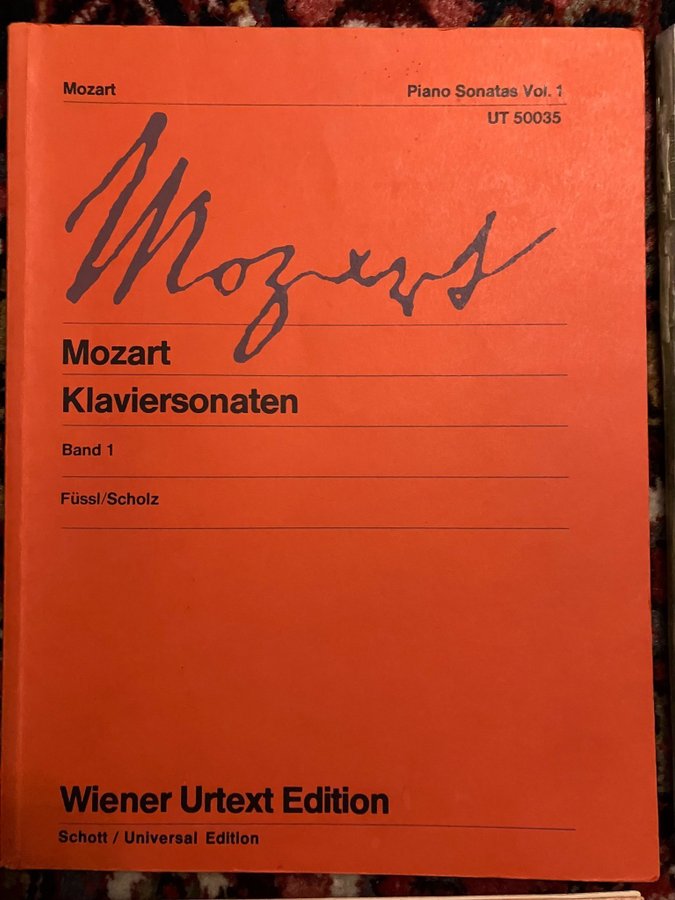 Mozart Piano Sonatas Vol. 1
UT 50035
Mozart
Mozart
Klaviersonaten
Band 1
Füssl/Scholz
Wiener Urtext Edition
Schott / Universal Edition